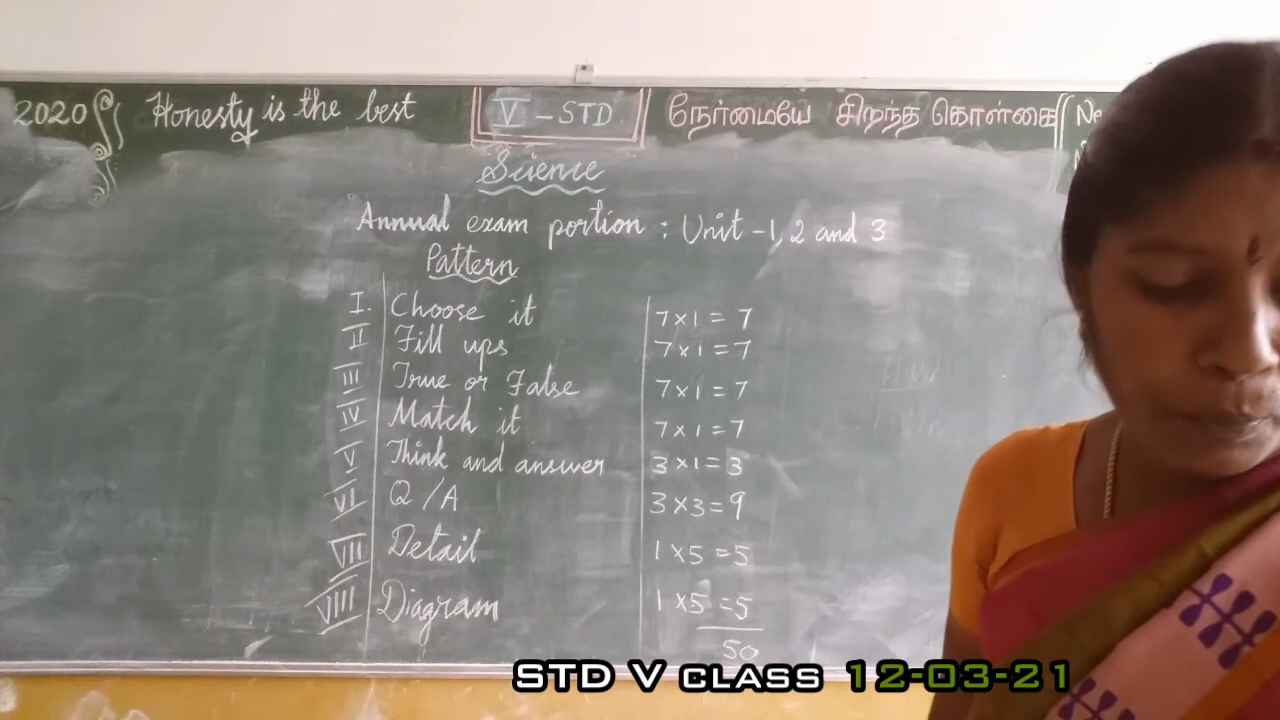 2020 Honesty is the best V - STD நேர்மையே சிறந்த கொள்கை Ne
Science
Annual exam portion : Unit - 1, 2 and 3
Pattern
I. Choose it 7 x 1 = 7
II Fill ups 7 x 1 = 7
III True or False 7 x 1 = 7
IV Match it 7 x 1 = 7
V Think and answer 3 x 1 = 3
VI Q/A 3 x 3 = 9
VII Detail 1 x 5 = 5
VIII Diagram 1 x 5 = 5
50
STD V CLASS 12-03-21